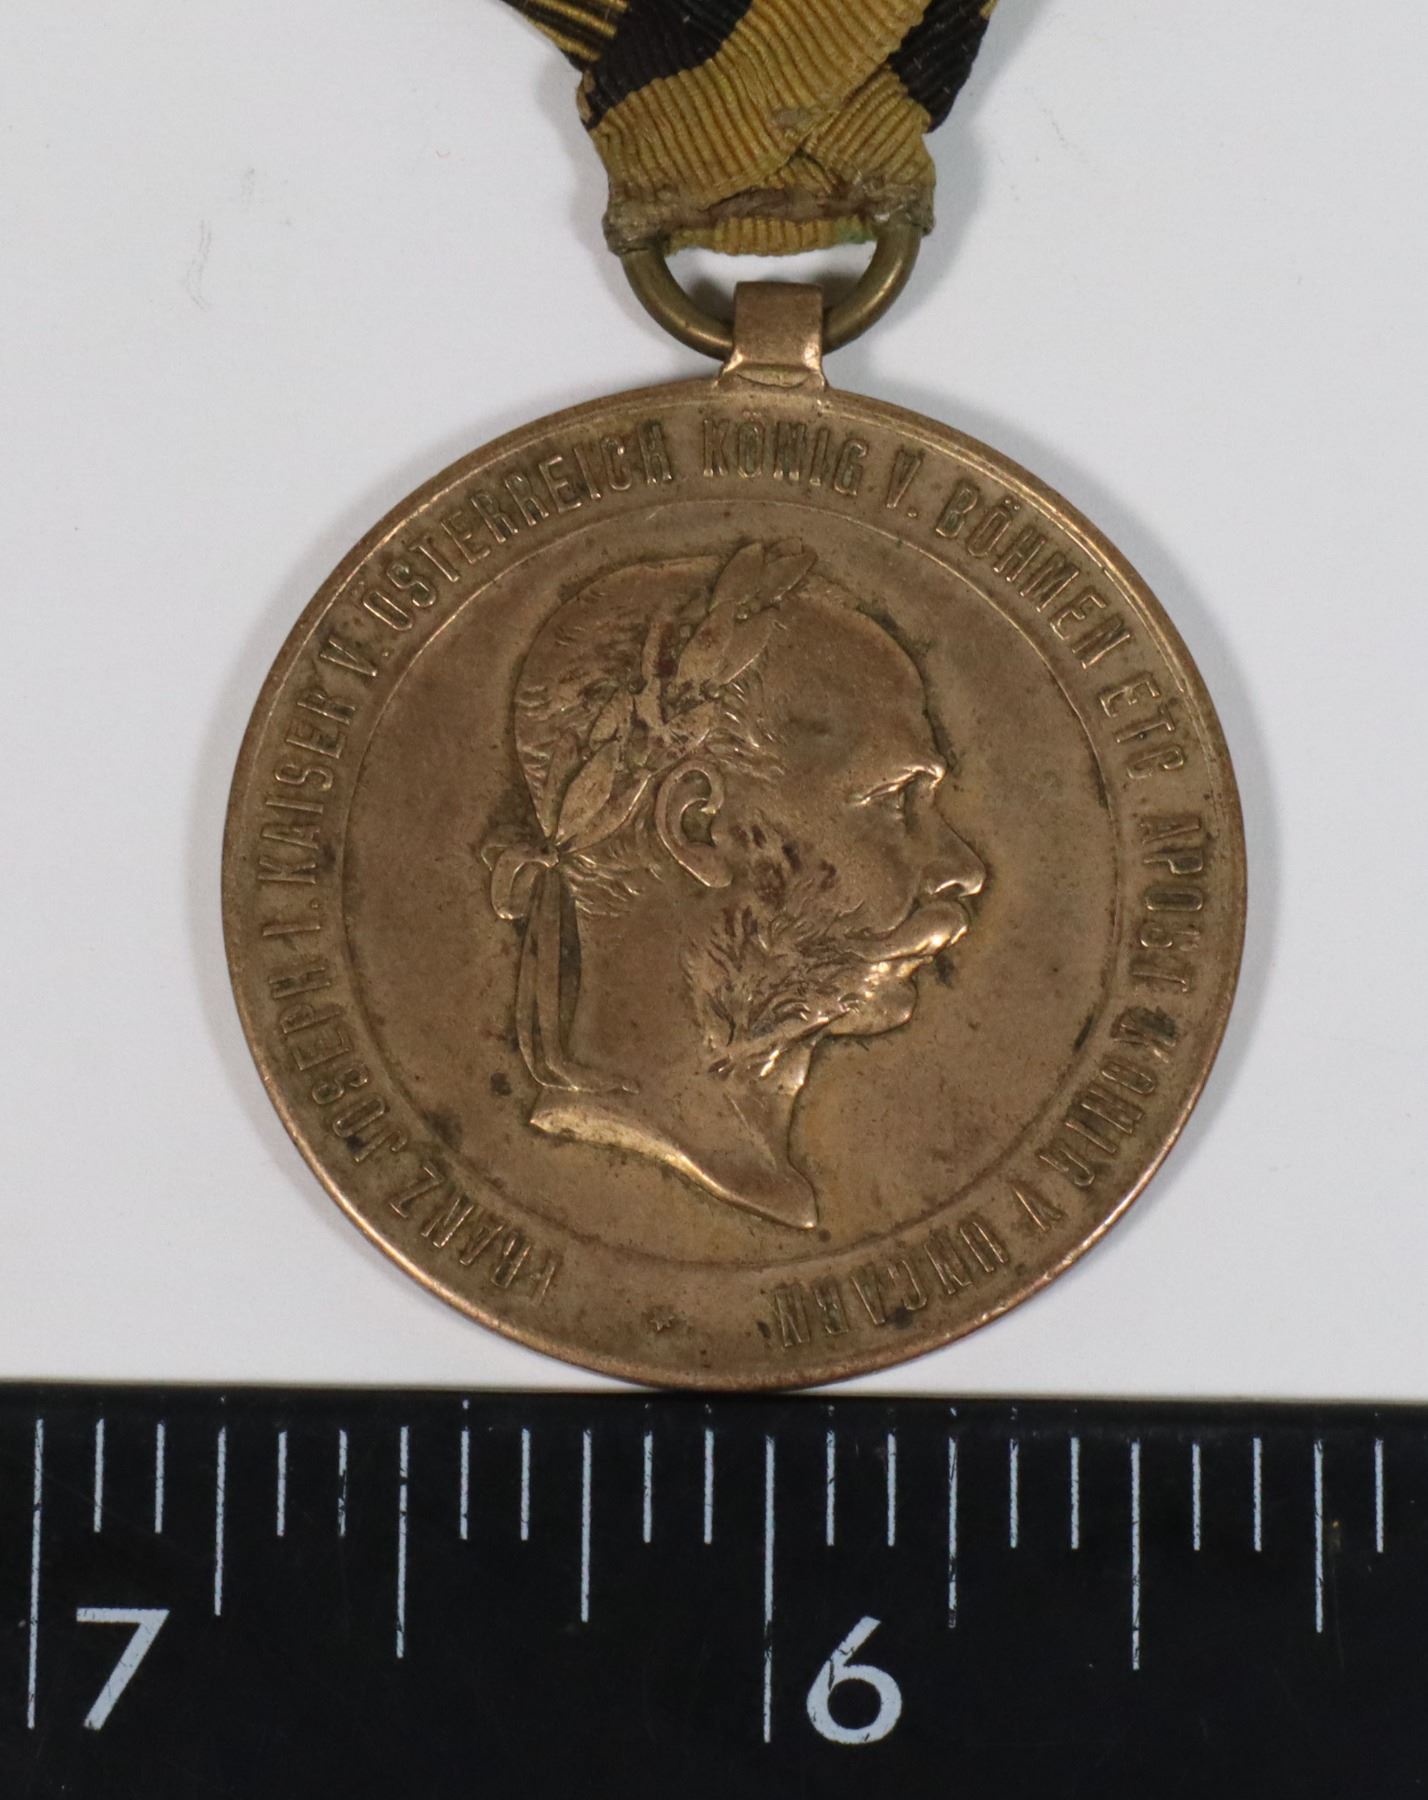 FRANZ JOSEPH I. KAISER V. ÖSTERREICH KÖNIG V. BÖHMEN ETC APOST KÖNIG V UNGARN
7 6